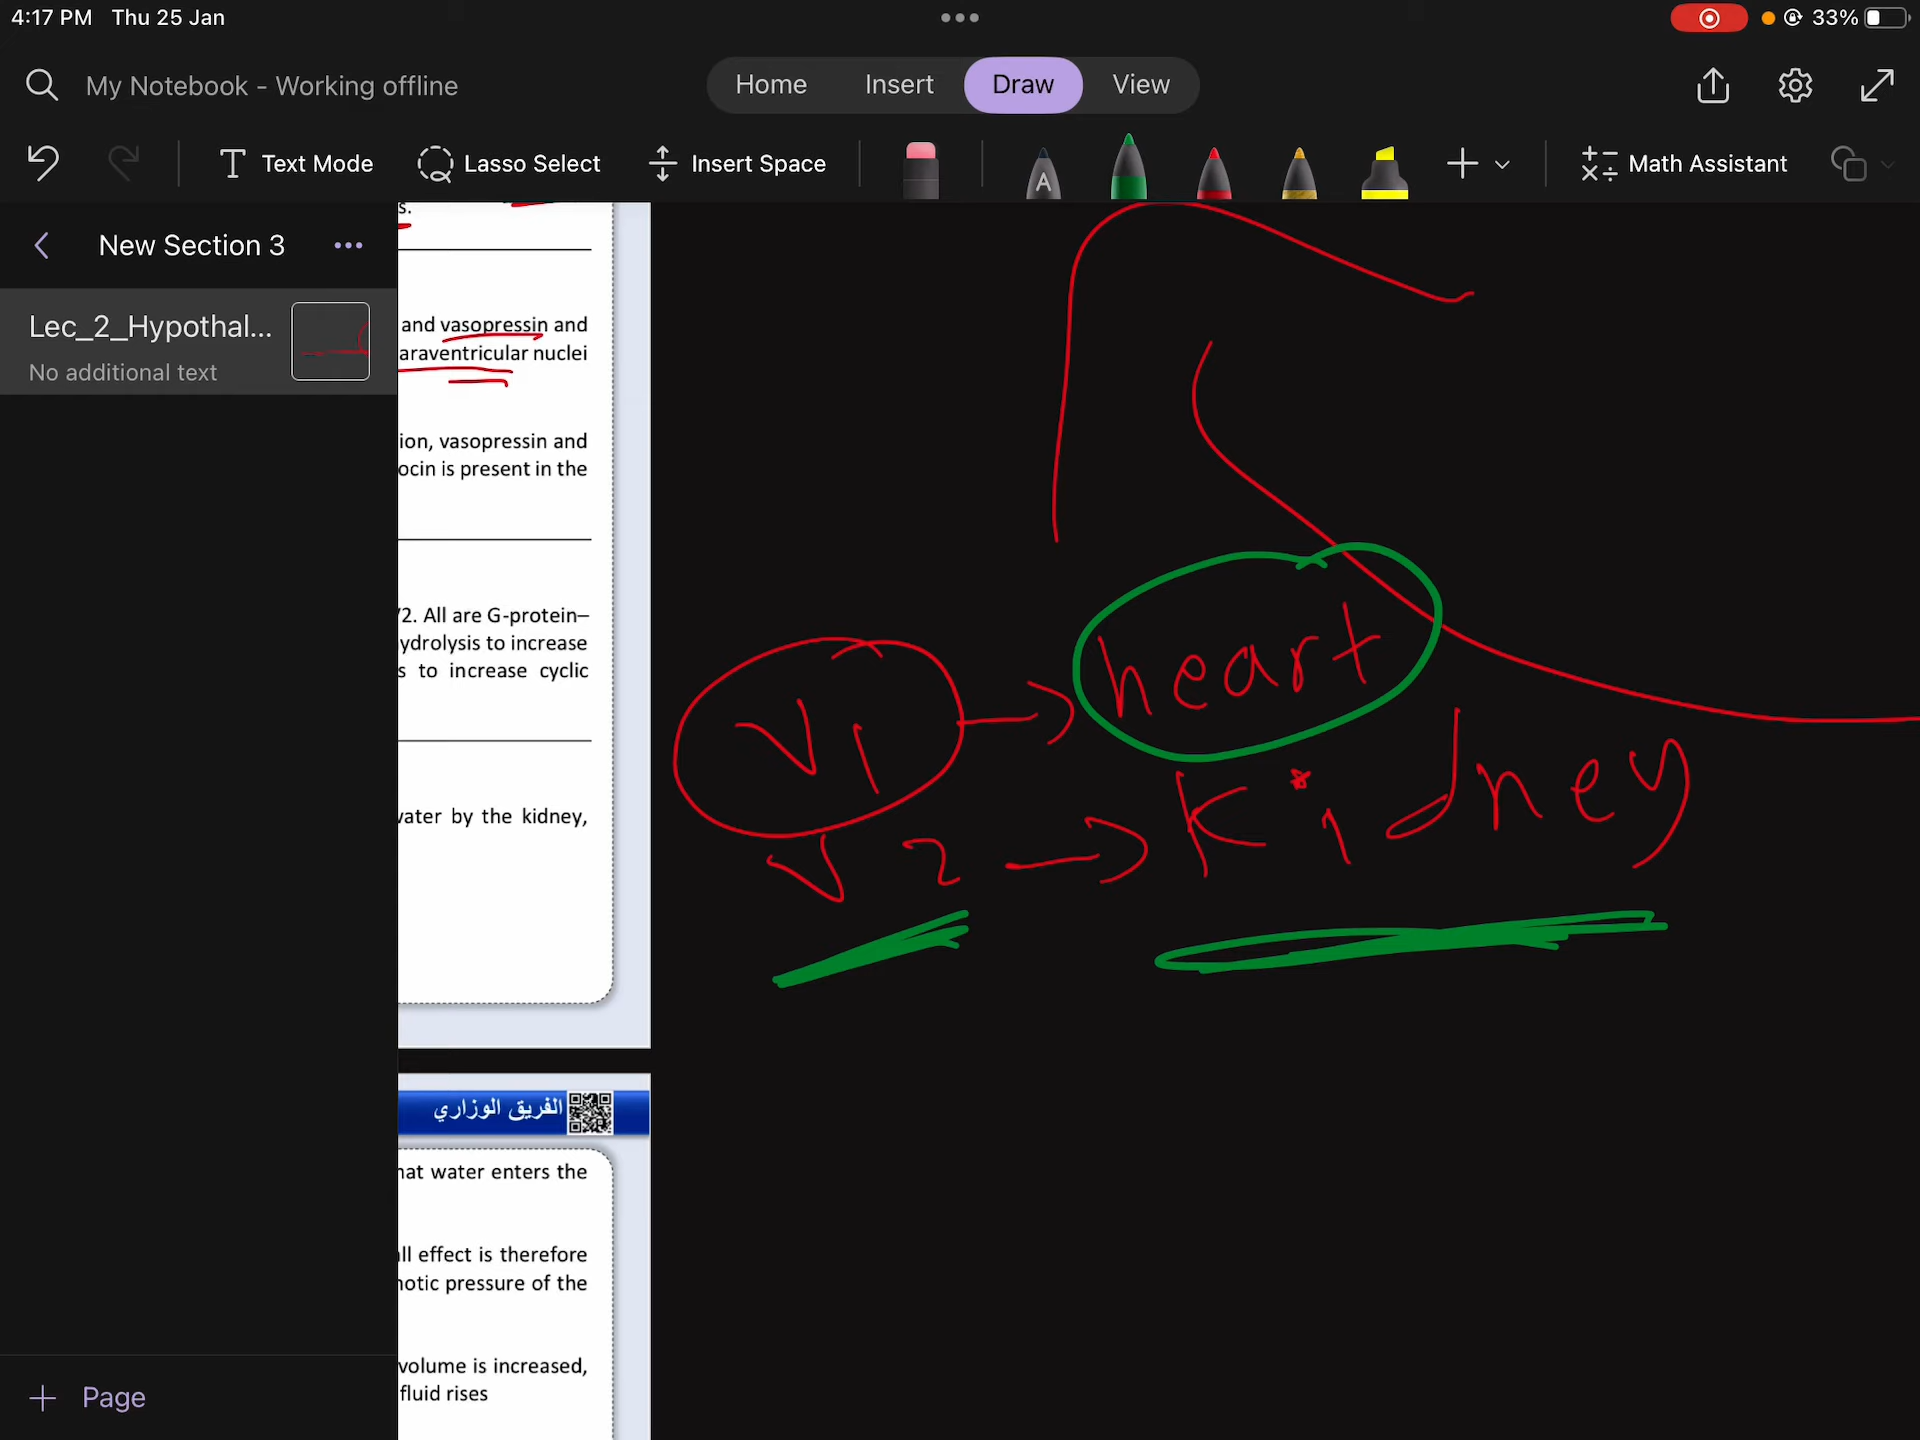 4:17 PM Thu 25 Jan 33%
My Notebook - Working offline Home Insert Draw View
Text Mode Lasso Select Insert Space A Math Assistant
New Section 3
Lec_2_Hypothal...
No additional text
Page
s.
and vasopressin and
araventricular nuclei
ion, vasopressin and
ocin is present in the
2. All are G-protein–
ydrolysis to increase
s to increase cyclic
water by the kidney,
الفريق الوزاري
hat water enters the
all effect is therefore
motic pressure of the
volume is increased,
fluid rises
V1 → heart
V2 → Kidney